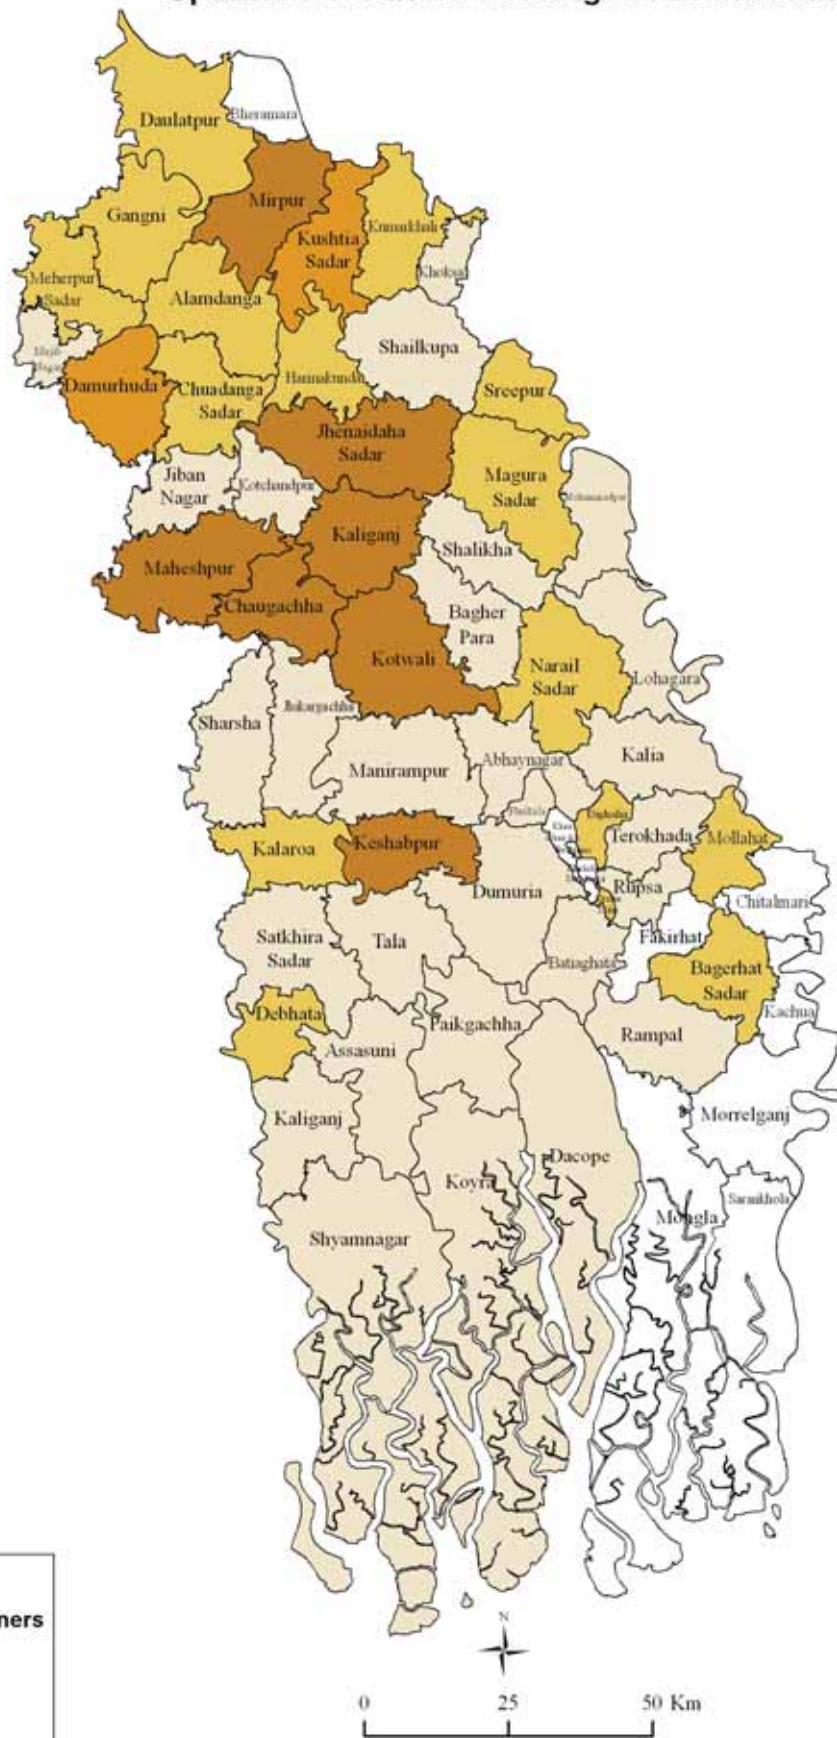 Daulatpur
Bheramara
Mirpur
Gangni
Kushtia
Sadar
Kumarkhali
Khoksa
Meherpur
Sadar
Alamdanga
Shailkupa
Damurhuda
Chuadanga
Sadar
Harinakundu
Sreepur
Jhenaidaha
Sadar
Jiban
Nagar
Kotchandpur
Magura
Sadar
Kaliganj
Shalikha
Maheshpur
Chaugachha
Bagher
Para
Kotwali
Narail
Sadar
Lohagara
Sharsha
Jhikargachha
Manirampur
Abhaynagar
Kalia
Terokhada
Mollahat
Kalaroa
Keshabpur
Dumuria
Rupsa
Chitalmari
Satkhira
Sadar
Tala
Fakirhat
Batiaghata
Bagerhat
Sadar
Debhata
Paikgachha
Kachua
Assasuni
Rampal
Kaliganj
Morrelganj
Dacope
Koyra
Sarankhola
Mongla
Shyamnagar
ners
N
0 25 50 Km